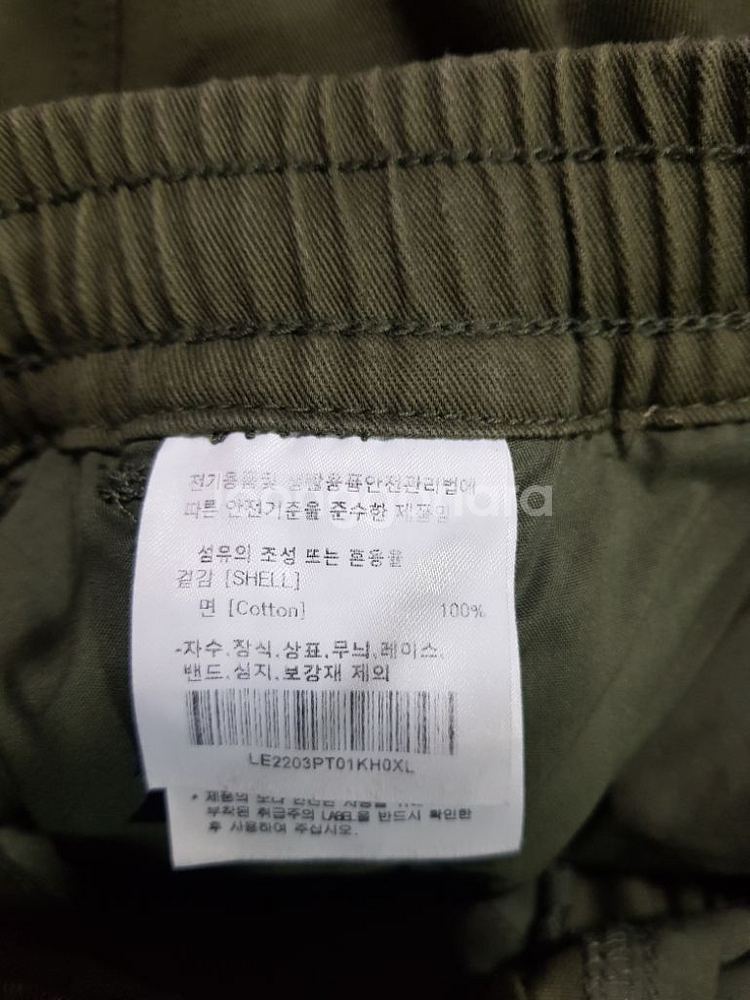 전기용품및 생활용품안전관리법에
따른 안전기준을 준수한 제품임
섬유의 조성 또는 혼용율
겉감 [SHELL]
면 [Cotton] 100%
-자수.장식.상표.무늬.레이스.
밴드.심지.보강재 제외
LE2203PT01KH0XL
* 제품의
부착된 취급주의 LABEL을 반드시 확인한
후 사용하여 주십시오.